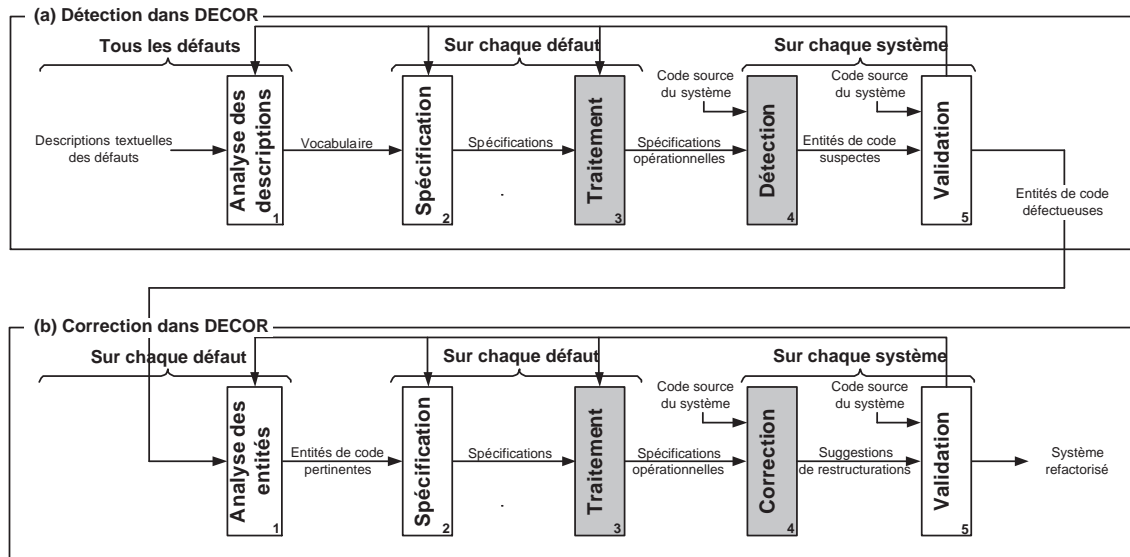 (a) Détection dans DECOR
Tous les défauts
Sur chaque défaut
Sur chaque système
Descriptions textuelles
des défauts
Analyse des
descriptions
1
Vocabulaire
Spécification
2
Spécifications
.
Traitement
3
Spécifications
opérationnelles
Code source
du système
Détection
4
Entités de code
suspectes
Code source
du système
Validation
5
Entités de code
défectueuses
(b) Correction dans DECOR
Sur chaque défaut
Sur chaque défaut
Sur chaque système
Analyse des
entités
1
Entités de code
pertinentes
Spécification
2
Spécifications
.
Traitement
3
Spécifications
opérationnelles
Code source
du système
Correction
4
Suggestions
de restructurations
Code source
du système
Validation
5
Système
refactorisé